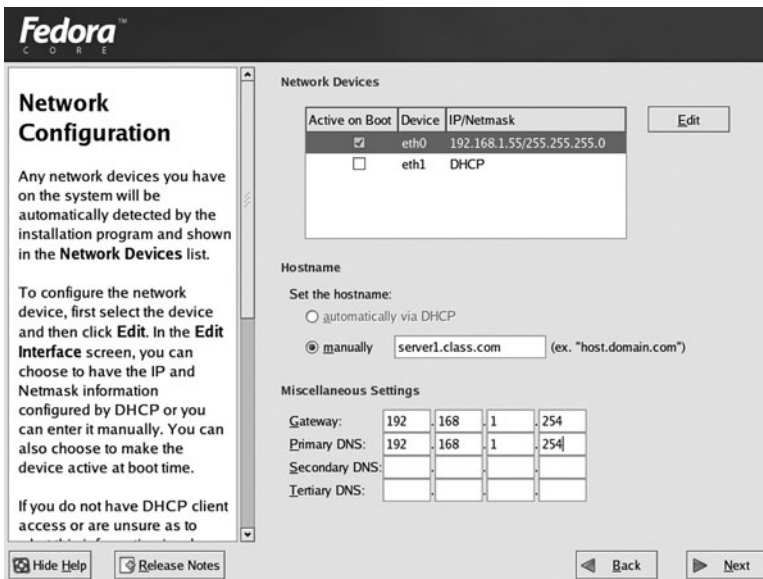 Fedora™
CORE
Network
Configuration
Any network devices you have
on the system will be
automatically detected by the
installation program and shown
in the Network Devices list.
To configure the network
device, first select the device
and then click Edit. In the Edit
Interface screen, you can
choose to have the IP and
Netmask information
configured by DHCP or you
can enter it manually. You can
also choose to make the
device active at boot time.
If you do not have DHCP client
access or are unsure as to
Network Devices
Active on Boot Device IP/Netmask
eth0 192.168.1.55/255.255.255.0
eth1 DHCP
Edit
Hostname
Set the hostname:
automatically via DHCP
manually server1.class.com (ex. "host.domain.com")
Miscellaneous Settings
Gateway: 192 . 168 . 1 . 254
Primary DNS: 192 . 168 . 1 . 254
Secondary DNS: . . .
Tertiary DNS: . . .
Hide Help
Release Notes
Back
Next